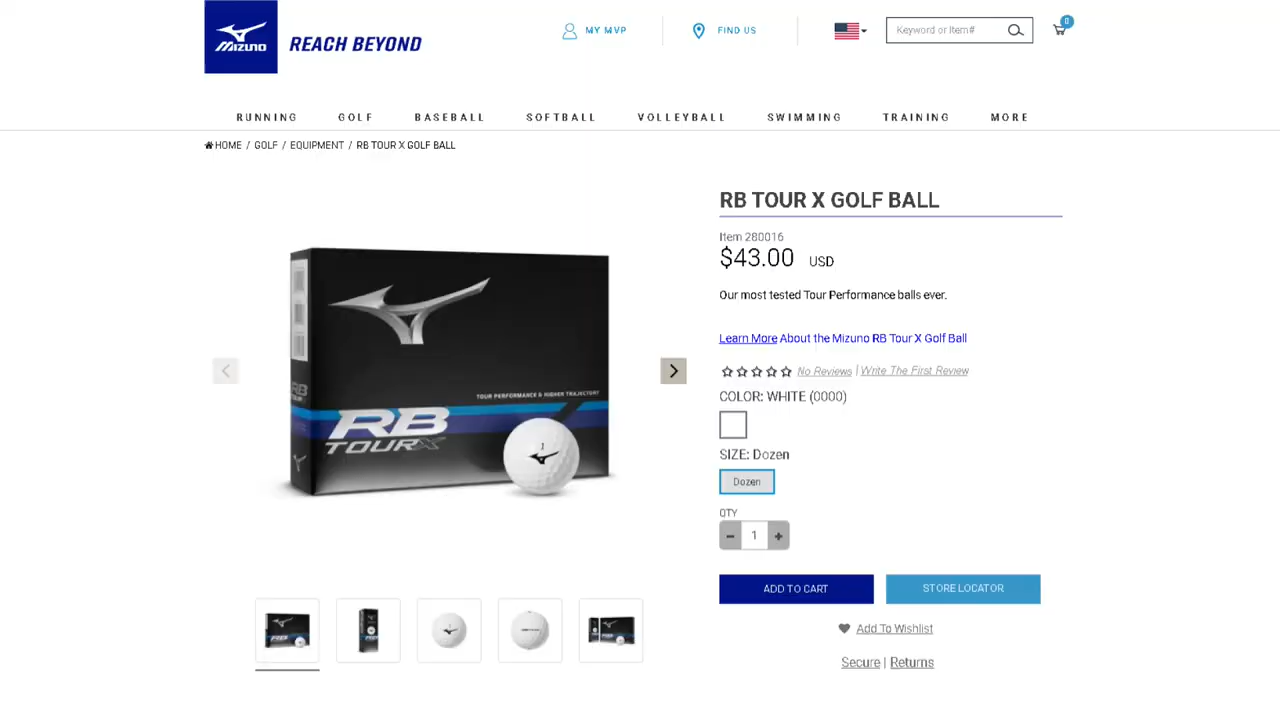 MIZUNO
REACH BEYOND
MY MVP
FIND US
Keyword or Item#
0
RUNNING GOLF BASEBALL SOFTBALL VOLLEYBALL SWIMMING TRAINING MORE
HOME / GOLF / EQUIPMENT / RB TOUR X GOLF BALL
RB TOUR X GOLF BALL
Item 280016
$43.00 USD
Our most tested Tour Performance balls ever.
Learn More About the Mizuno RB Tour X Golf Ball
No Reviews | Write The First Review
COLOR: WHITE (0000)
SIZE: Dozen
Dozen
QTY
- 1 +
ADD TO CART
STORE LOCATOR
Add To Wishlist
Secure | Returns
TOUR PERFORMANCE & HIGHER TRAJECTORY
RB
TOUR X
RB
1